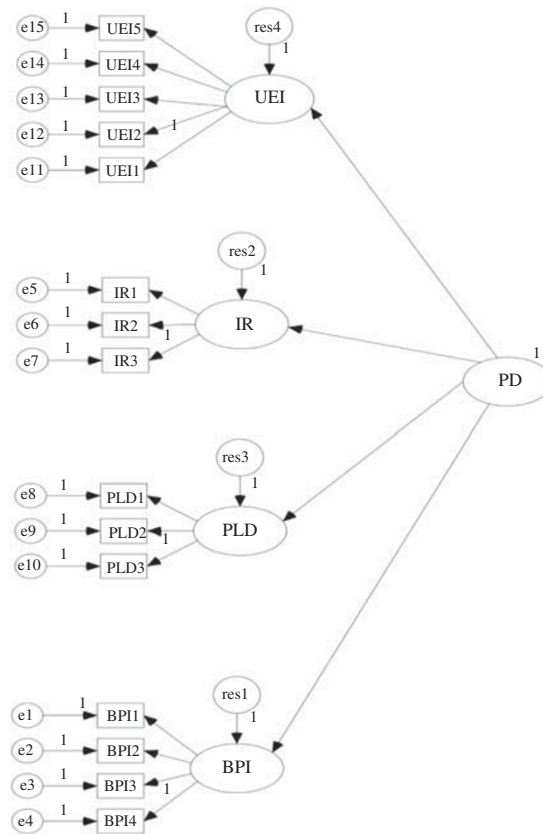 e15 1 UEI5
e14 1 UEI4
e13 1 UEI3
e12 1 UEI2 1
e11 1 UEI1
res4
1
UEI
res2
1
1
e5 1 IR1
e6 1 IR2 1
e7 1 IR3
IR
PD 1
res3
1
e8 1 PLD1
e9 1 PLD2 1
e10 1 PLD3
PLD
res1
1
e1 1 BPI1
e2 1 BPI2
e3 1 BPI3 1
e4 1 BPI4
BPI